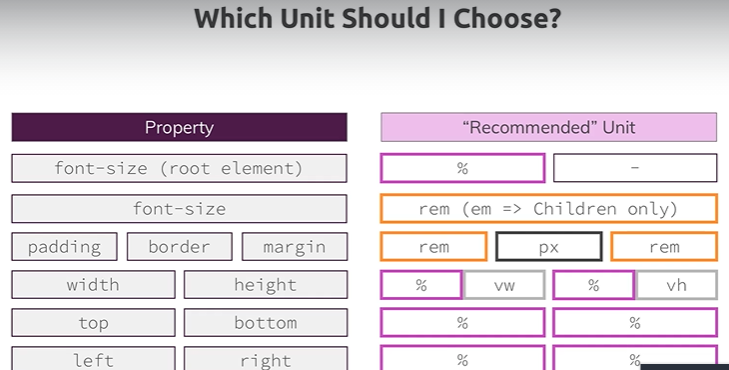 Which Unit Should I Choose?
Property “Recommended” Unit
font-size (root element) % –
font-size rem (em => Children only)
padding border margin rem px rem
width height % vw % vh
top bottom % %
left right % %